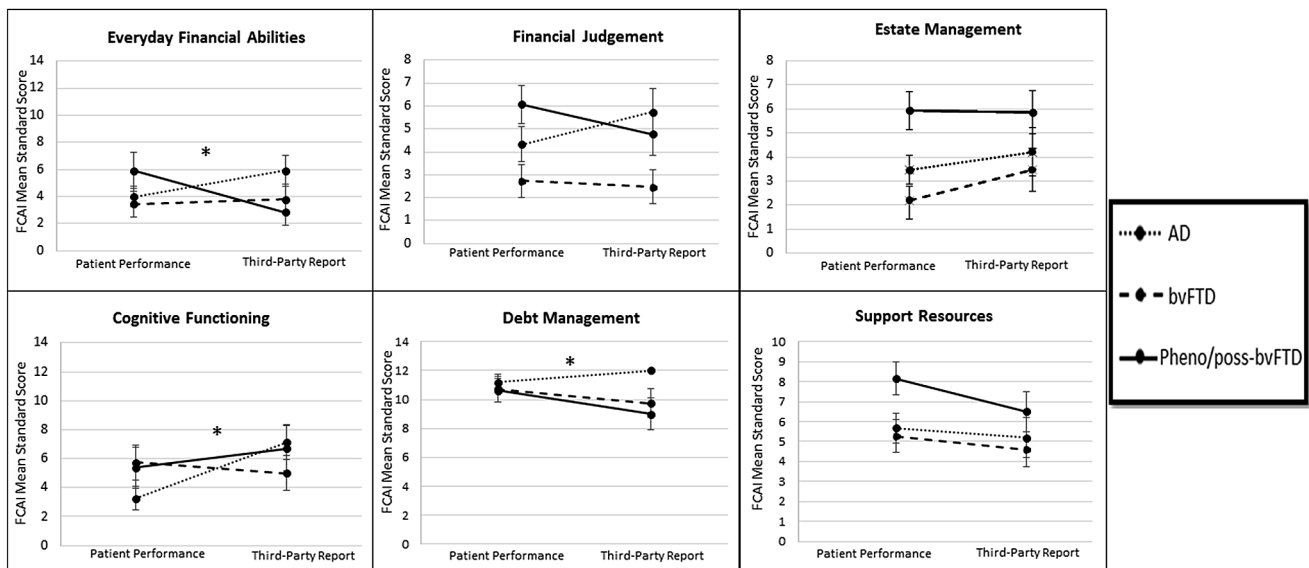 Everyday Financial Abilities
FCAI Mean Standard Score
14
12
10
8
6
4
2
0
*
Patient Performance
Third-Party Report
Financial Judgement
FCAI Mean Standard Score
8
7
6
5
4
3
2
1
0
Patient Performance
Third-Party Report
Estate Management
FCAI Mean Standard Score
8
7
6
5
4
3
2
1
0
Patient Performance
Third-Party Report
Cognitive Functioning
FCAI Mean Standard Score
14
12
10
8
6
4
2
0
*
Patient Performance
Third-Party Report
Debt Management
FCAI Mean Standard Score
14
12
10
8
6
4
2
0
*
Patient Performance
Third-Party Report
Support Resources
FCAI Mean Standard Score
10
9
8
7
6
5
4
3
2
1
0
Patient Performance
Third-Party Report
AD
bvFTD
Pheno/poss-bvFTD